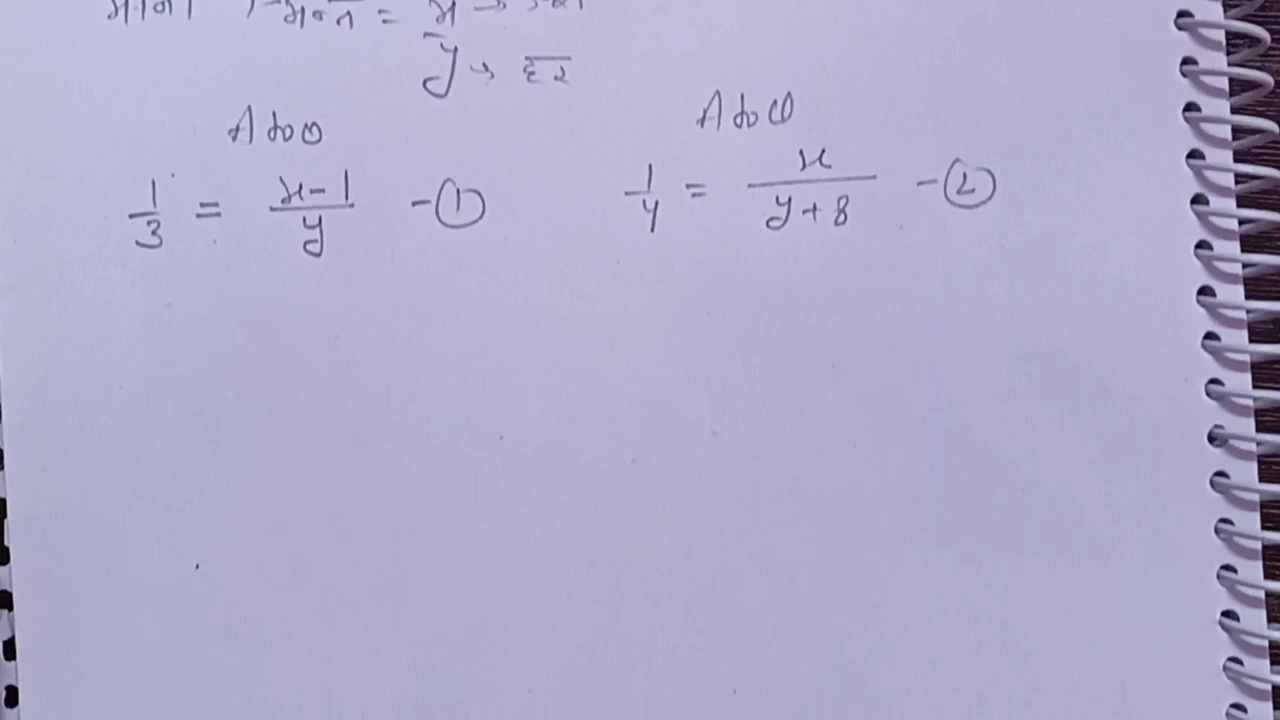 माना भिन्न = x →
y → हर
A to Q
A to Q
1/3 = x-1/y -①
1/4 = x/y+8 -②